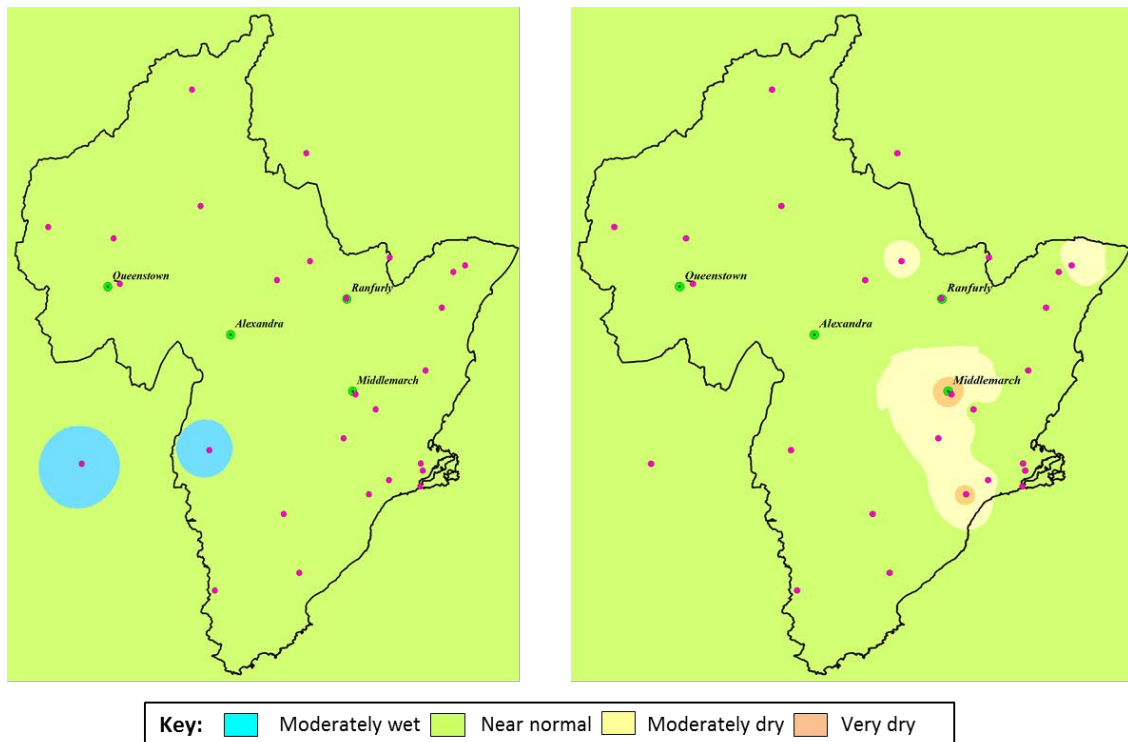 Queenstown
Ranfurly
Alexandra
Middlemarch
Queenstown
Ranfurly
Alexandra
Middlemarch
Key: Moderately wet Near normal Moderately dry Very dry